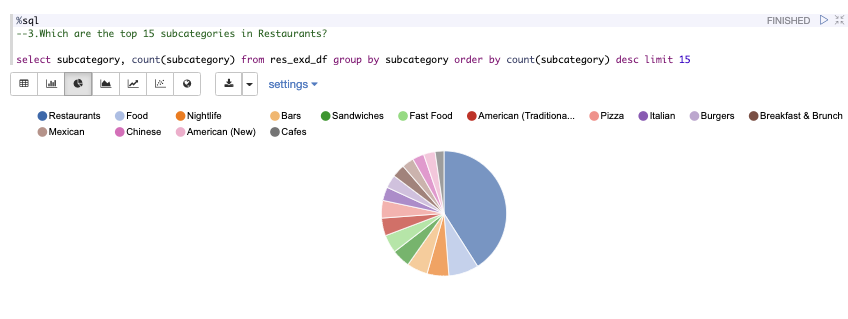 %sql
FINISHED
--3.Which are the top 15 subcategories in Restaurants?
select subcategory, count(subcategory) from res_exd_df group by subcategory order by count(subcategory) desc limit 15
settings
Restaurants Food Nightlife Bars Sandwiches Fast Food American (Traditiona... Pizza Italian Burgers Breakfast & Brunch
Mexican Chinese American (New) Cafes